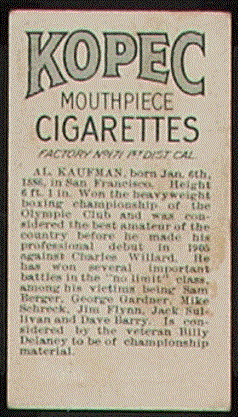 KOPEC
MOUTHPIECE
CIGARETTES
FACTORY Nº 171 1ST DIST. CAL.
AL. KAUFMAN, born Jan. 6th,
1886, in San Francisco. Height
6 ft. 1 in. Won the heavyweight
boxing championship of the
Olympic Club and was con-
sidered the best amateur of the
country before he made his
professional debut in 1905
against Charles Willard. He
has won several important
battles in the "no limit" class,
among his victims being Sam
Berger, George Gardner, Mike
Schreck, Jim Flynn, Jack Sul-
livan and Dave Barry. Is con-
sidered by the veteran Billy
Delaney to be of championship
material.